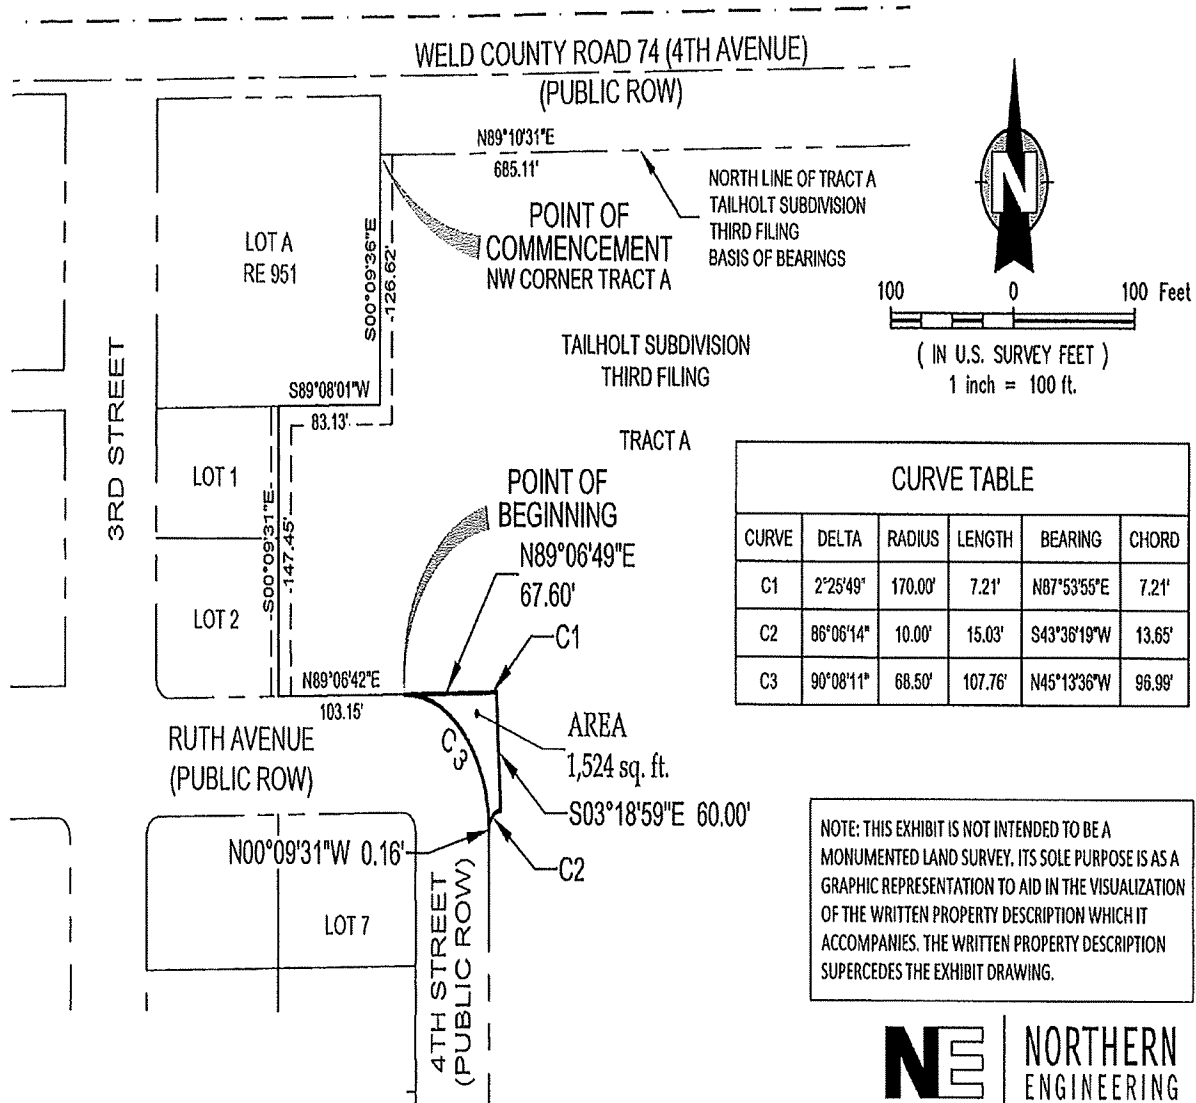 WELD COUNTY ROAD 74 (4TH AVENUE)
(PUBLIC ROW)
N89°10'31"E
685.11'
NORTH LINE OF TRACT A
TAILHOLT SUBDIVISION
THIRD FILING
BASIS OF BEARINGS
POINT OF
COMMENCEMENT
NW CORNER TRACT A
LOT A
RE 951
S00°09'36"E
126.62'
N
100 0 100 Feet
( IN U.S. SURVEY FEET )
1 inch = 100 ft.
TAILHOLT SUBDIVISION
THIRD FILING
TRACT A
S89°08'01"W
83.13'
3RD STREET
LOT 1
LOT 2
S00°09'31"E
147.45'
POINT OF
BEGINNING
N89°06'49"E
67.60'
C1
CURVE TABLE
CURVE DELTA RADIUS LENGTH BEARING CHORD
C1 2°25'49" 170.00' 7.21' N87°53'55"E 7.21'
C2 86°06'14" 10.00' 15.03' S43°36'19"W 13.65'
C3 90°08'11" 68.50' 107.76' N45°13'36"W 96.99'
N89°06'42"E
103.15'
RUTH AVENUE
(PUBLIC ROW)
C3
AREA
1,524 sq. ft.
S03°18'59"E 60.00'
N00°09'31"W 0.16'
C2
LOT 7
4TH STREET
(PUBLIC ROW)
NOTE: THIS EXHIBIT IS NOT INTENDED TO BE A
MONUMENTED LAND SURVEY. ITS SOLE PURPOSE IS AS A
GRAPHIC REPRESENTATION TO AID IN THE VISUALIZATION
OF THE WRITTEN PROPERTY DESCRIPTION WHICH IT
ACCOMPANIES. THE WRITTEN PROPERTY DESCRIPTION
SUPERCEDES THE EXHIBIT DRAWING.
NE
NORTHERN
ENGINEERING